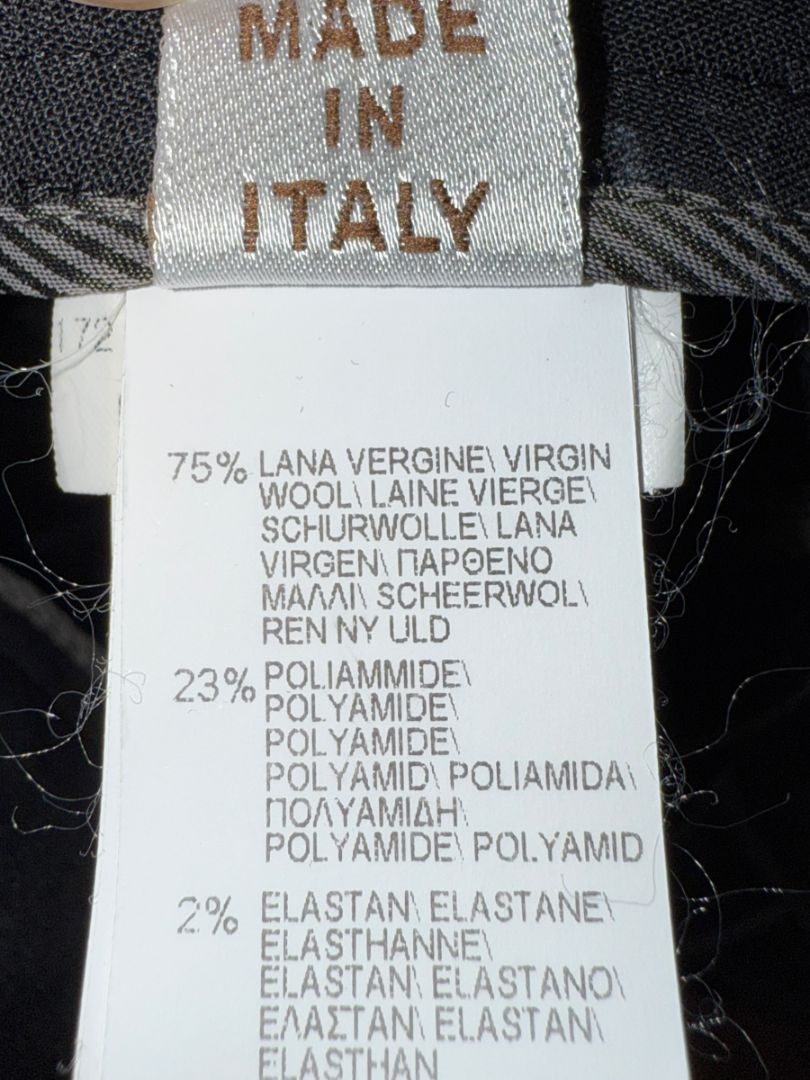 MADE
IN
ITALY
172
75% LANA VERGINE\ VIRGIN
WOOL\ LAINE VIERGE\
SCHURWOLLE\ LANA
VIRGEN\ ΠΑΡΘΕΝΟ
ΜΑΛΛΙ\ SCHEERWOL\
REN NY ULD
23% POLIAMMIDE\
POLYAMIDE\
POLYAMIDE\
POLYAMID\ POLIAMIDA\
ΠΟΛΥΑΜΙΔΗ\
POLYAMIDE\ POLYAMID
2% ELASTAN\ ELASTANE\
ELASTHANNE\
ELASTAN\ ELASTANO\
ΕΛΑΣΤΑΝ\ ELASTAN\
ELASTHAN